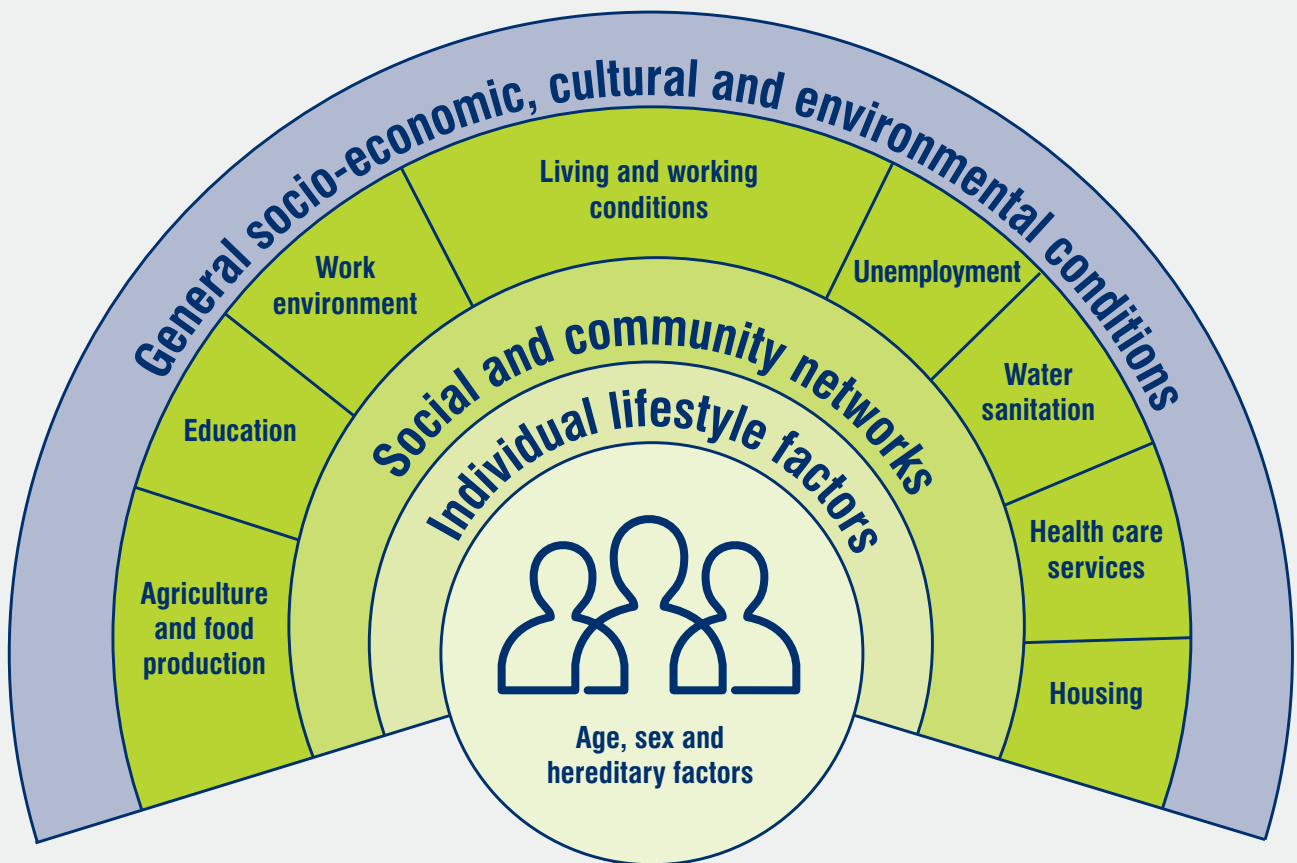 General socio-economic, cultural and environmental conditions
Living and working
conditions
Work
environment
Unemployment
Education
Water
sanitation
Agriculture
and food
production
Health care
services
Housing
Social and community networks
Individual lifestyle factors
Age, sex and
hereditary factors